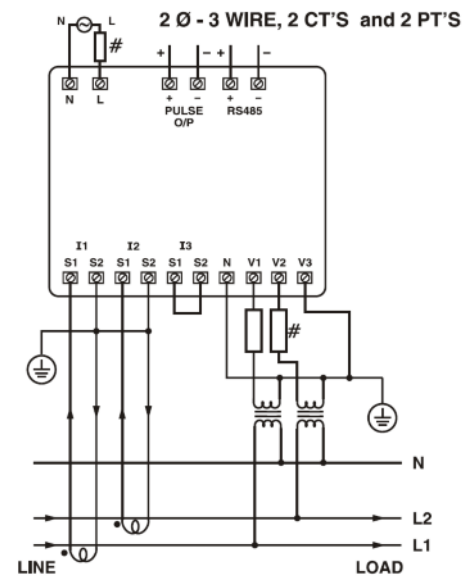 2 Ø - 3 WIRE, 2 CT'S and 2 PT'S
N L
#
+ − + −
N L + − + −
PULSE O/P RS485
I1 I2 I3
S1 S2 S1 S2 S1 S2 N V1 V2 V3
#
N
L2
L1
LINE LOAD